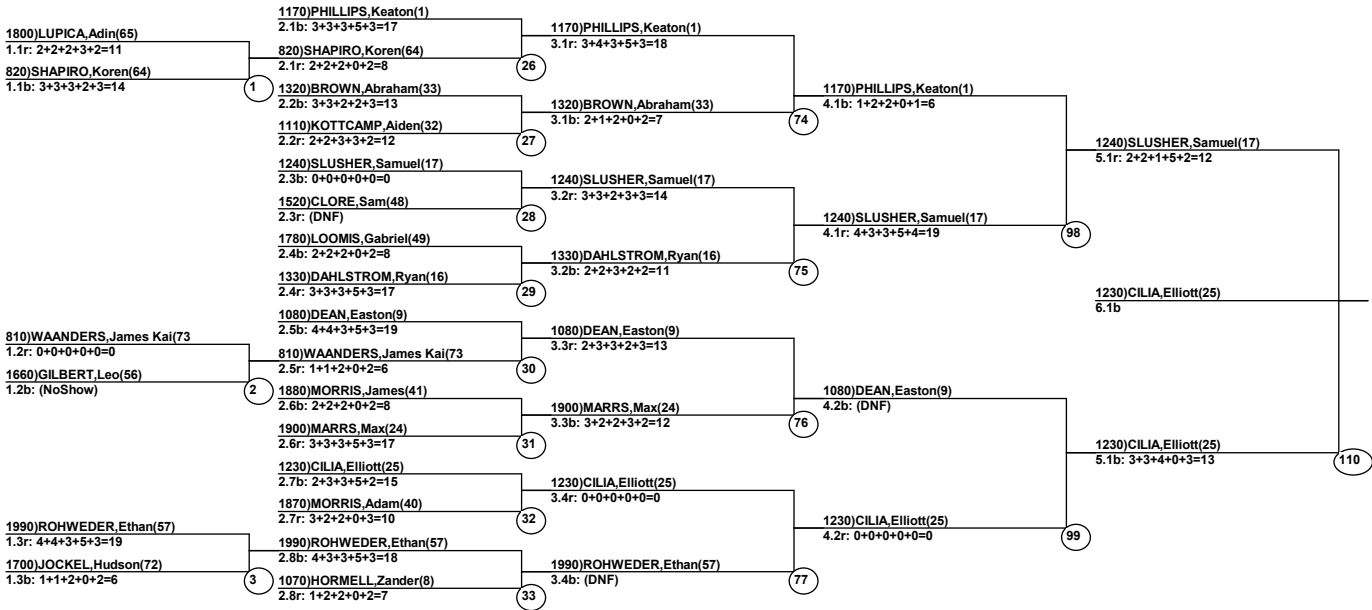 1800)LUPICA,Adin(65)
1.1r: 2+2+2+3+2=11
820)SHAPIRO,Koren(64)
1.1b: 3+3+3+2+3=14
1
810)WAANDERS,James Kai(73
1.2r: 0+0+0+0+0=0
1660)GILBERT,Leo(56)
1.2b: (NoShow)
2
1990)ROHWEDER,Ethan(57)
1.3r: 4+4+3+5+3=19
1700)JOCKEL,Hudson(72)
1.3b: 1+1+2+0+2=6
3
1170)PHILLIPS,Keaton(1)
2.1b: 3+3+3+5+3=17
820)SHAPIRO,Koren(64)
2.1r: 2+2+2+0+2=8
26
1320)BROWN,Abraham(33)
2.2b: 3+3+2+2+3=13
1110)KOTTCAMP,Aiden(32)
2.2r: 2+2+3+3+2=12
27
1240)SLUSHER,Samuel(17)
2.3b: 0+0+0+0+0=0
1520)CLORE,Sam(48)
2.3r: (DNF)
28
1780)LOOMIS,Gabriel(49)
2.4b: 2+2+2+0+2=8
1330)DAHLSTROM,Ryan(16)
2.4r: 3+3+3+5+3=17
29
1080)DEAN,Easton(9)
2.5b: 4+4+3+5+3=19
810)WAANDERS,James Kai(73
2.5r: 1+1+2+0+2=6
30
1880)MORRIS,James(41)
2.6b: 2+2+2+0+2=8
1900)MARRS,Max(24)
2.6r: 3+3+3+5+3=17
31
1230)CILIA,Elliott(25)
2.7b: 2+3+3+5+2=15
1870)MORRIS,Adam(40)
2.7r: 3+2+2+0+3=10
32
1990)ROHWEDER,Ethan(57)
2.8b: 4+3+3+5+3=18
1070)HORMELL,Zander(8)
2.8r: 1+2+2+0+2=7
33
1170)PHILLIPS,Keaton(1)
3.1r: 3+4+3+5+3=18
1320)BROWN,Abraham(33)
3.1b: 2+1+2+0+2=7
74
1240)SLUSHER,Samuel(17)
3.2r: 3+3+2+3+3=14
1330)DAHLSTROM,Ryan(16)
3.2b: 2+2+3+2+2=11
75
1080)DEAN,Easton(9)
3.3r: 2+3+3+2+3=13
1900)MARRS,Max(24)
3.3b: 3+2+2+3+2=12
76
1230)CILIA,Elliott(25)
3.4r: 0+0+0+0+0=0
1990)ROHWEDER,Ethan(57)
3.4b: (DNF)
77
1170)PHILLIPS,Keaton(1)
4.1b: 1+2+2+0+1=6
1240)SLUSHER,Samuel(17)
4.1r: 4+3+3+5+4=19
98
1080)DEAN,Easton(9)
4.2b: (DNF)
1230)CILIA,Elliott(25)
4.2r: 0+0+0+0+0=0
99
1240)SLUSHER,Samuel(17)
5.1r: 2+2+1+5+2=12
1230)CILIA,Elliott(25)
5.1b: 3+3+4+0+3=13
110
1230)CILIA,Elliott(25)
6.1b